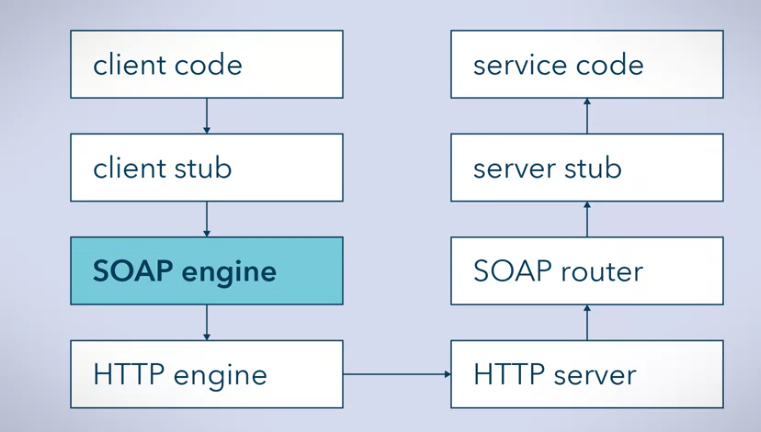 client code
client stub
SOAP engine
HTTP engine
service code
server stub
SOAP router
HTTP server